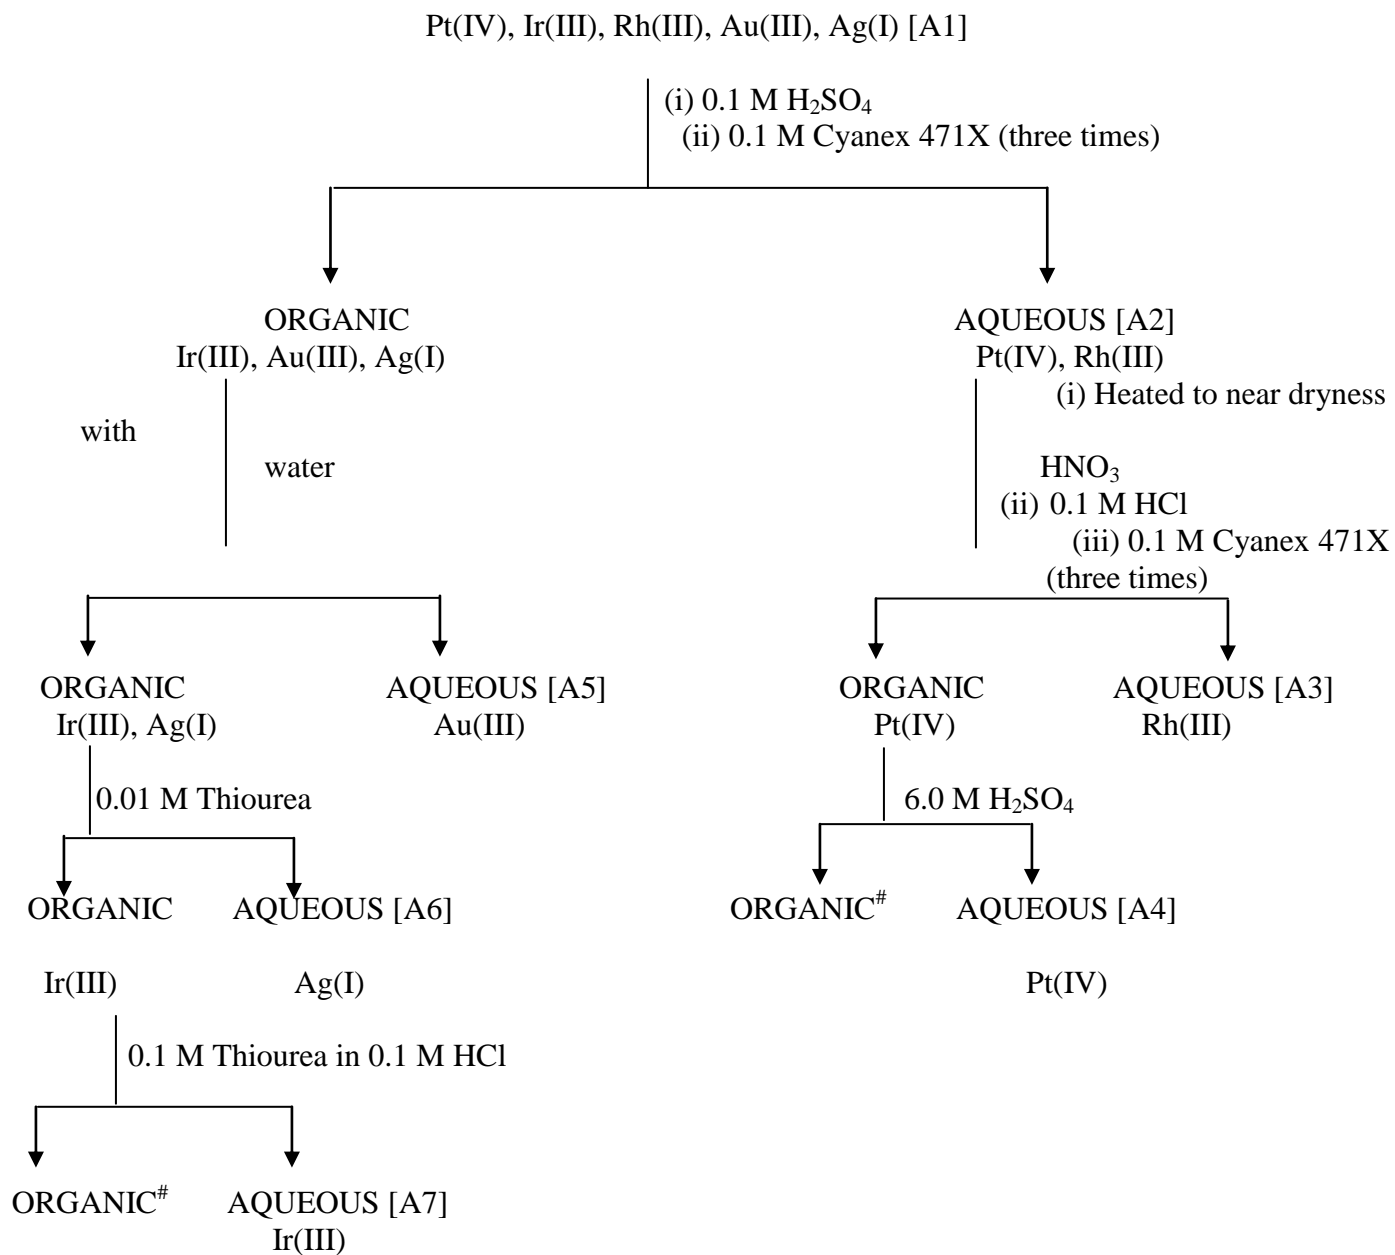 Pt(IV), Ir(III), Rh(III), Au(III), Ag(I) [A1]
(i) 0.1 M H₂SO₄
(ii) 0.1 M Cyanex 471X (three times)
ORGANIC
Ir(III), Au(III), Ag(I)
with
water
AQUEOUS [A2]
Pt(IV), Rh(III)
(i) Heated to near dryness
HNO₃
(ii) 0.1 M HCl
(iii) 0.1 M Cyanex 471X
(three times)
ORGANIC
Ir(III), Ag(I)
AQUEOUS [A5]
Au(III)
ORGANIC
Pt(IV)
AQUEOUS [A3]
Rh(III)
0.01 M Thiourea
6.0 M H₂SO₄
ORGANIC
Ir(III)
AQUEOUS [A6]
Ag(I)
ORGANIC#
AQUEOUS [A4]
Pt(IV)
0.1 M Thiourea in 0.1 M HCl
ORGANIC#
AQUEOUS [A7]
Ir(III)